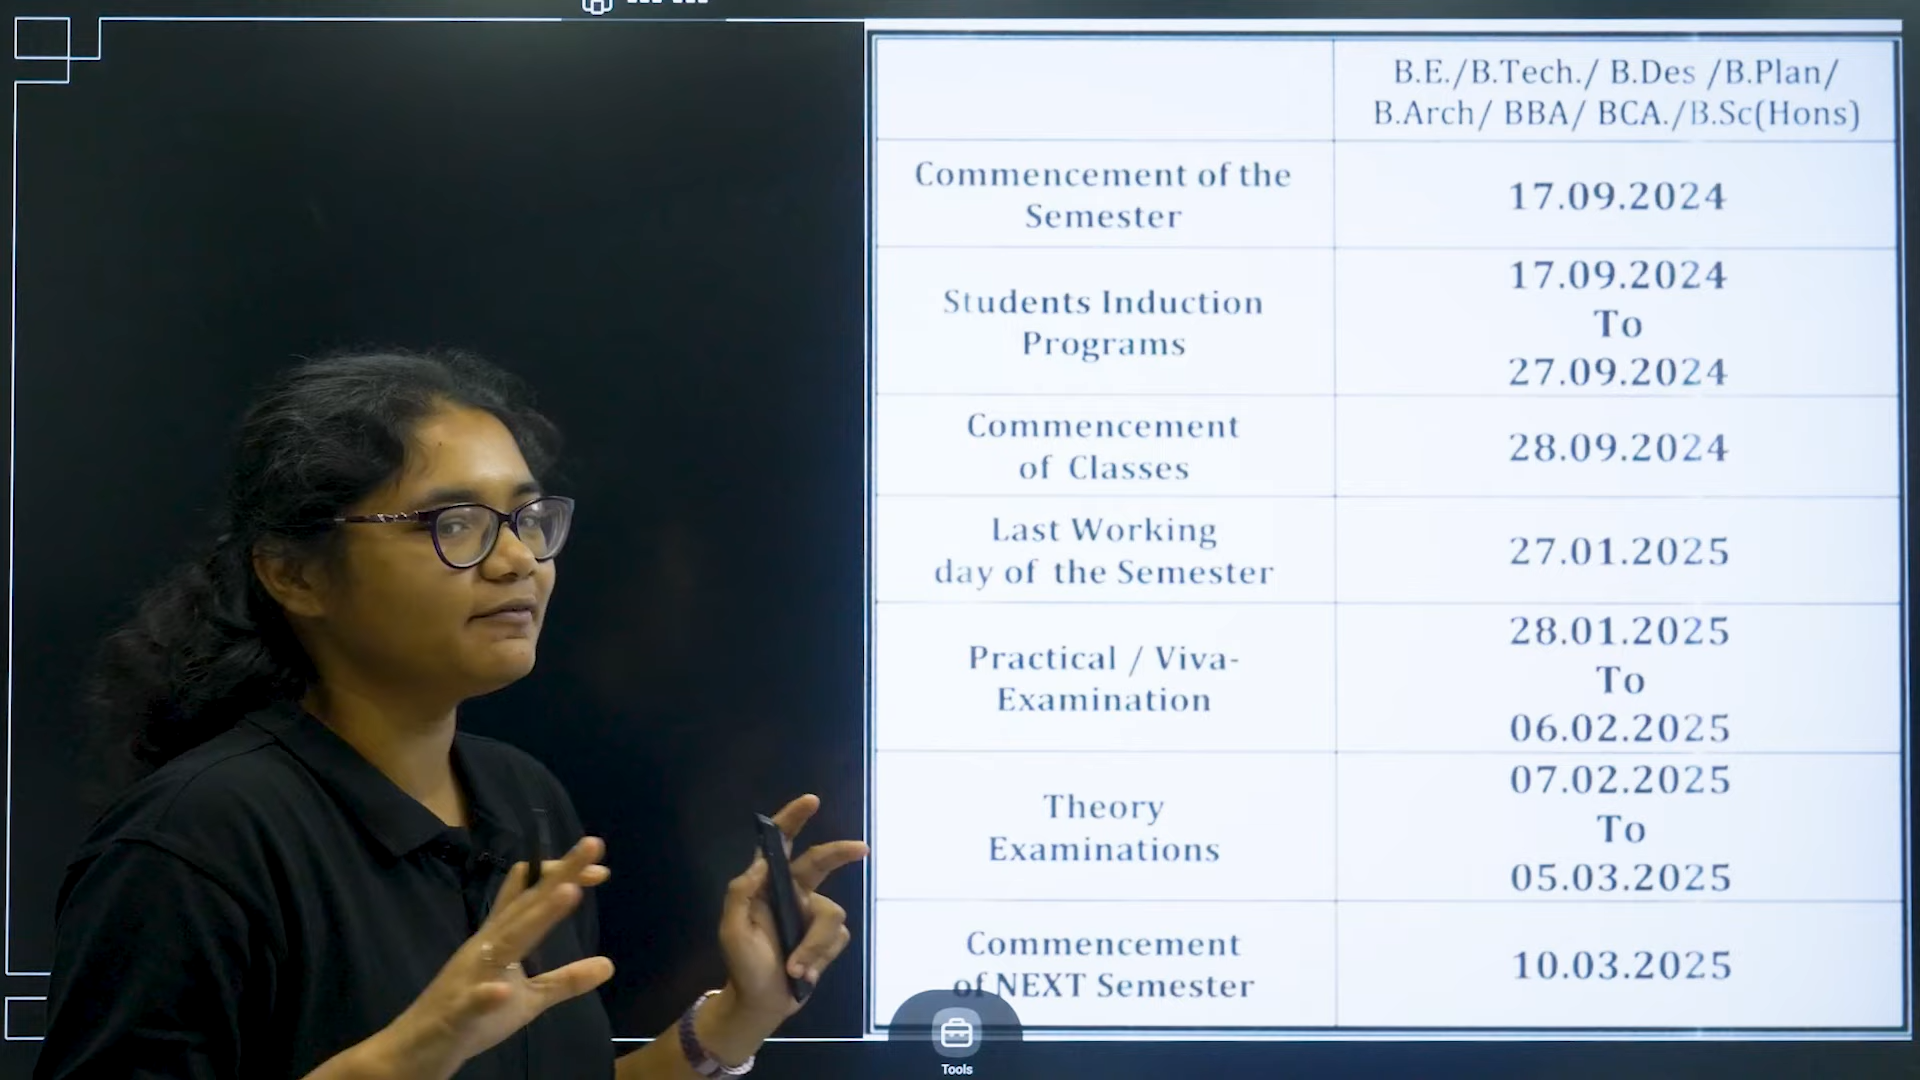 B.E./B.Tech./ B.Des /B.Plan/
B.Arch/ BBA/ BCA./B.Sc(Hons)
Commencement of the
Semester
17.09.2024
Students Induction
Programs
17.09.2024
To
27.09.2024
Commencement
of Classes
28.09.2024
Last Working
day of the Semester
27.01.2025
Practical / Viva-
Examination
28.01.2025
To
06.02.2025
Theory
Examinations
07.02.2025
To
05.03.2025
Commencement
of NEXT Semester
10.03.2025
Tools